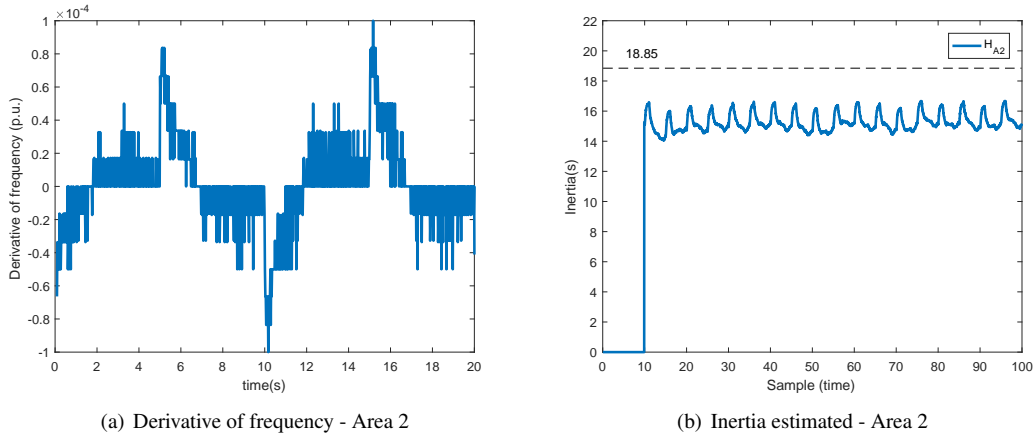 ×10⁻⁴
1
0.8
0.6
0.4
0.2
0
-0.2
-0.4
-0.6
-0.8
-1
Derivative of frequency (p.u.)
0 2 4 6 8 10 12 14 16 18 20
time(s)
(a) Derivative of frequency - Area 2
22
20
18
16
14
12
10
8
6
4
2
0
Inertia(s)
18.85
H_A2
0 10 20 30 40 50 60 70 80 90 100
Sample (time)
(b) Inertia estimated - Area 2